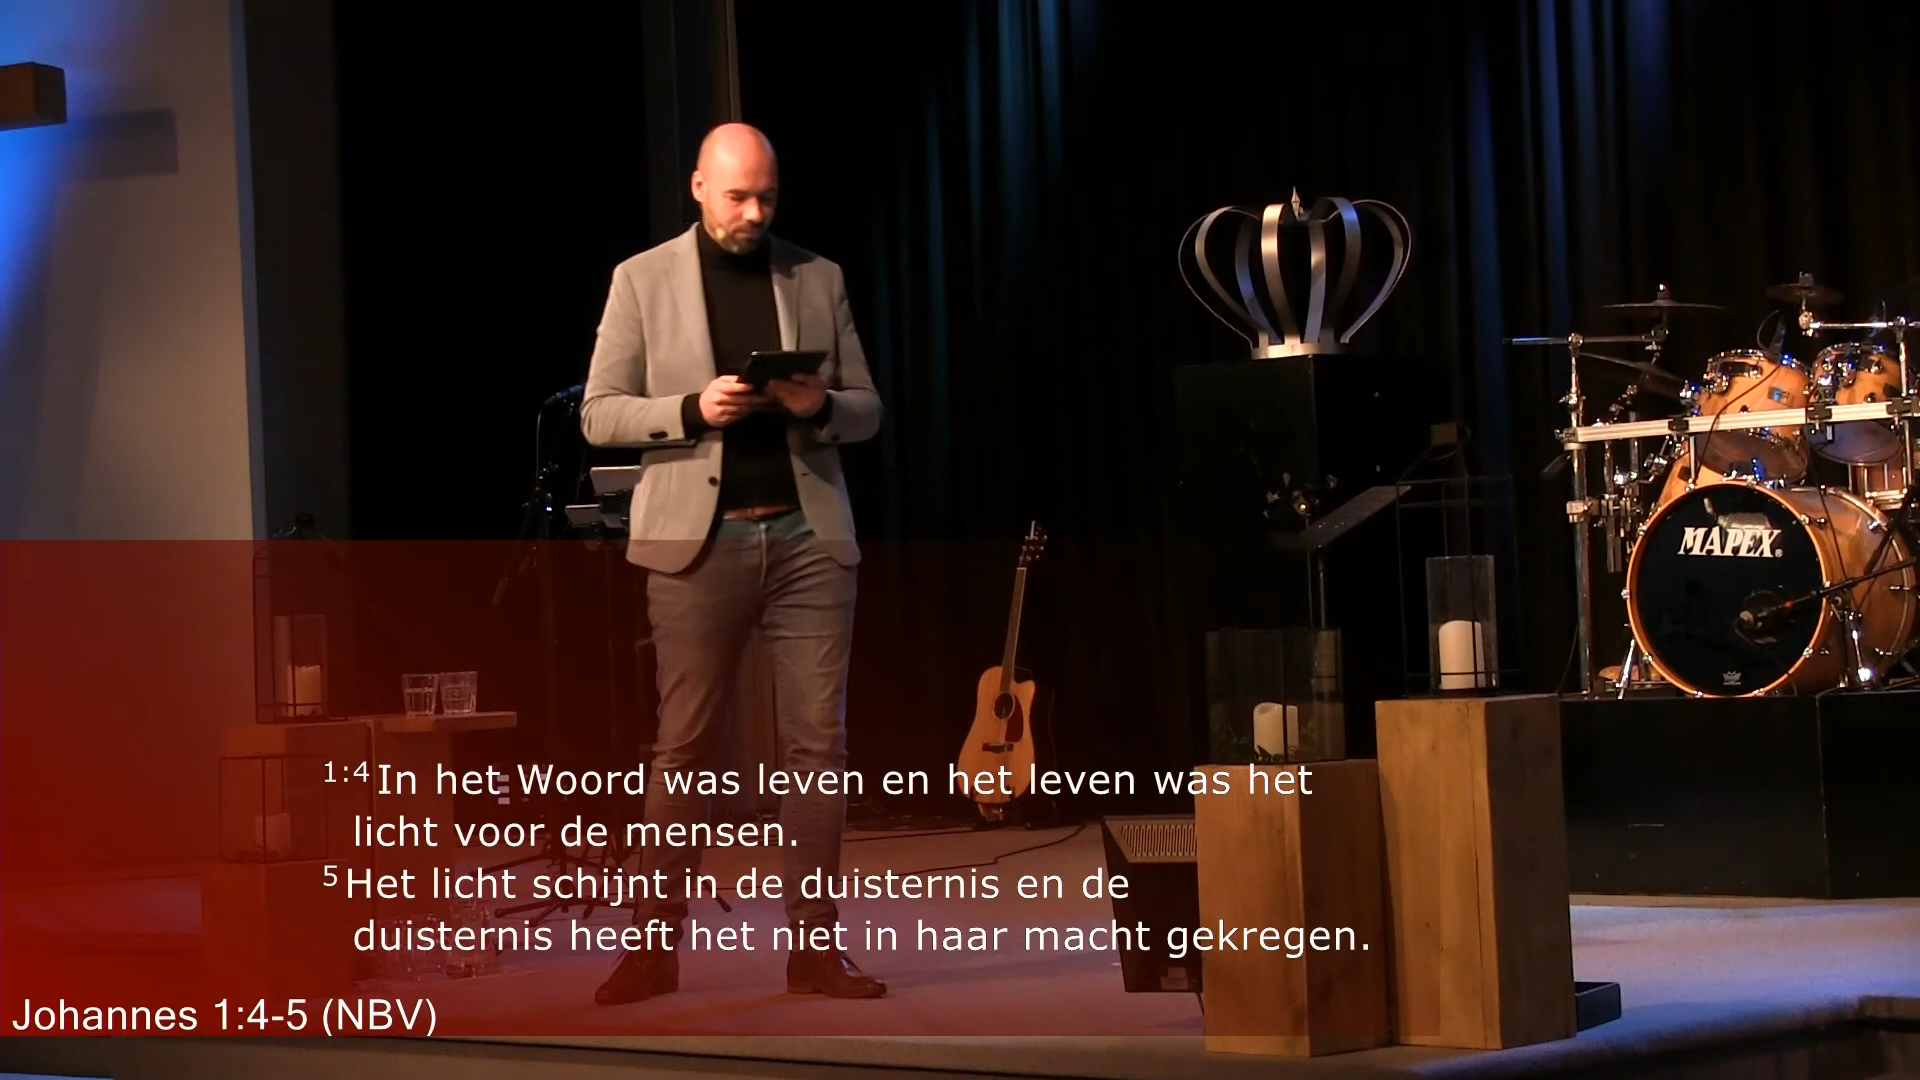 MAPEX®
1:4 In het Woord was leven en het leven was het
licht voor de mensen.
5 Het licht schijnt in de duisternis en de
duisternis heeft het niet in haar macht gekregen.
Johannes 1:4-5 (NBV)